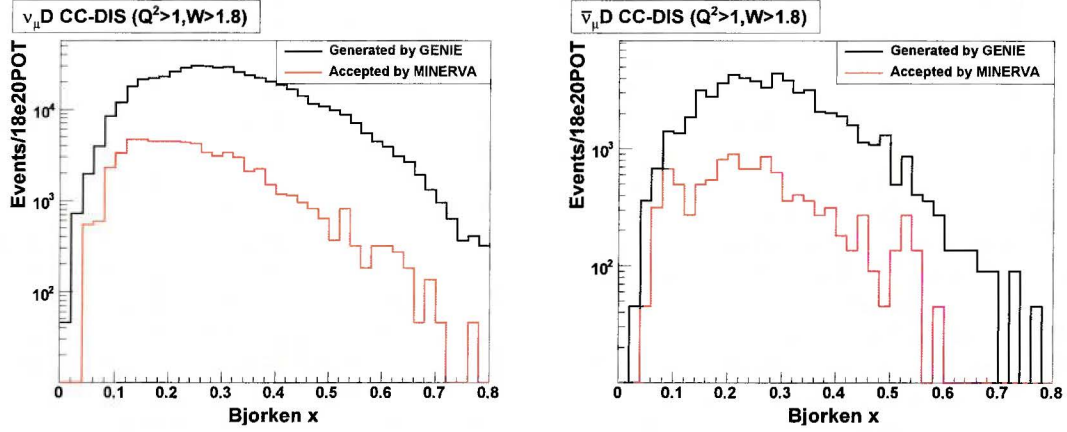 ν_μD CC-DIS (Q²>1,W>1.8)
Events/18e20POT
Generated by GENIE
Accepted by MINERVA
10⁴
10³
10²
0 0.1 0.2 0.3 0.4 0.5 0.6 0.7 0.8
Bjorken x
ν̅_μD CC-DIS (Q²>1,W>1.8)
Events/18e20POT
Generated by GENIE
Accepted by MINERVA
10³
10²
0 0.1 0.2 0.3 0.4 0.5 0.6 0.7 0.8
Bjorken x